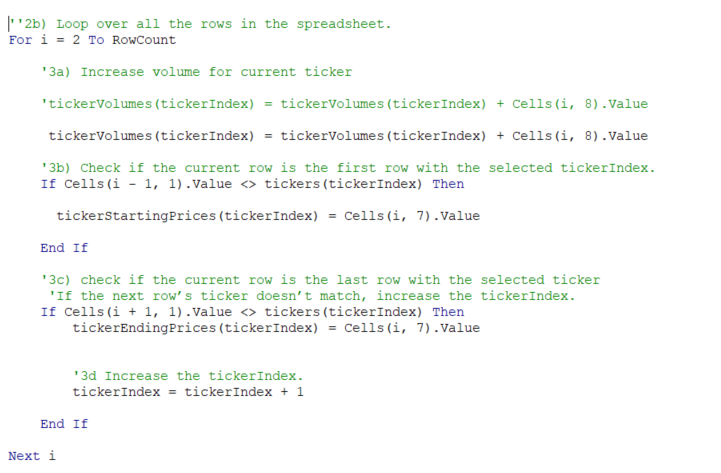 ''2b) Loop over all the rows in the spreadsheet.
For i = 2 To RowCount
'3a) Increase volume for current ticker
'tickerVolumes(tickerIndex) = tickerVolumes(tickerIndex) + Cells(i, 8).Value
tickerVolumes(tickerIndex) = tickerVolumes(tickerIndex) + Cells(i, 8).Value
'3b) Check if the current row is the first row with the selected tickerIndex.
If Cells(i - 1, 1).Value <> tickers(tickerIndex) Then
tickerStartingPrices(tickerIndex) = Cells(i, 7).Value
End If
'3c) check if the current row is the last row with the selected ticker
'If the next row’s ticker doesn’t match, increase the tickerIndex.
If Cells(i + 1, 1).Value <> tickers(tickerIndex) Then
tickerEndingPrices(tickerIndex) = Cells(i, 7).Value
'3d Increase the tickerIndex.
tickerIndex = tickerIndex + 1
End If
Next i